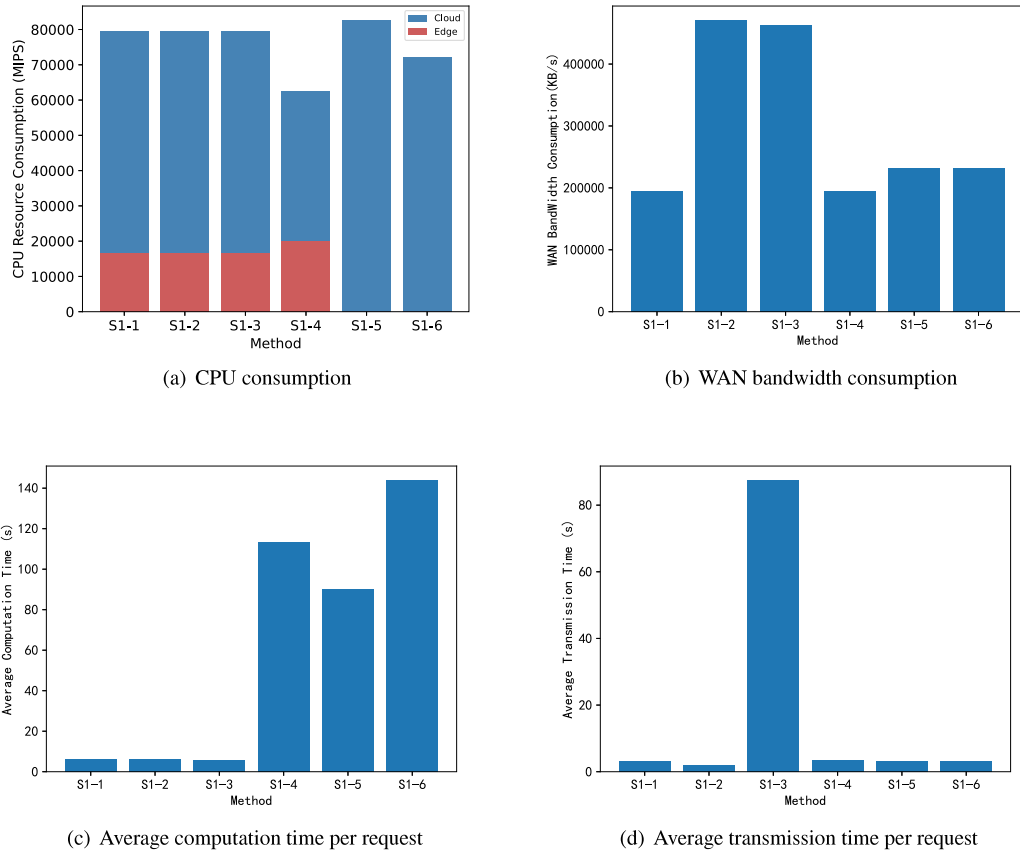 80000
70000
60000
50000
40000
30000
20000
10000
0
CPU Resource Consumption (MIPS)
Cloud
Edge
S1-1 S1-2 S1-3 S1-4 S1-5 S1-6
Method
(a) CPU consumption
400000
300000
200000
100000
0
WAN BandWidth Consumption(KB/s)
S1-1 S1-2 S1-3 S1-4 S1-5 S1-6
Method
(b) WAN bandwidth consumption
140
120
100
80
60
40
20
0
Average Computation Time (s)
S1-1 S1-2 S1-3 S1-4 S1-5 S1-6
Method
(c) Average computation time per request
80
60
40
20
0
Average Transmission Time (s)
S1-1 S1-2 S1-3 S1-4 S1-5 S1-6
Method
(d) Average transmission time per request